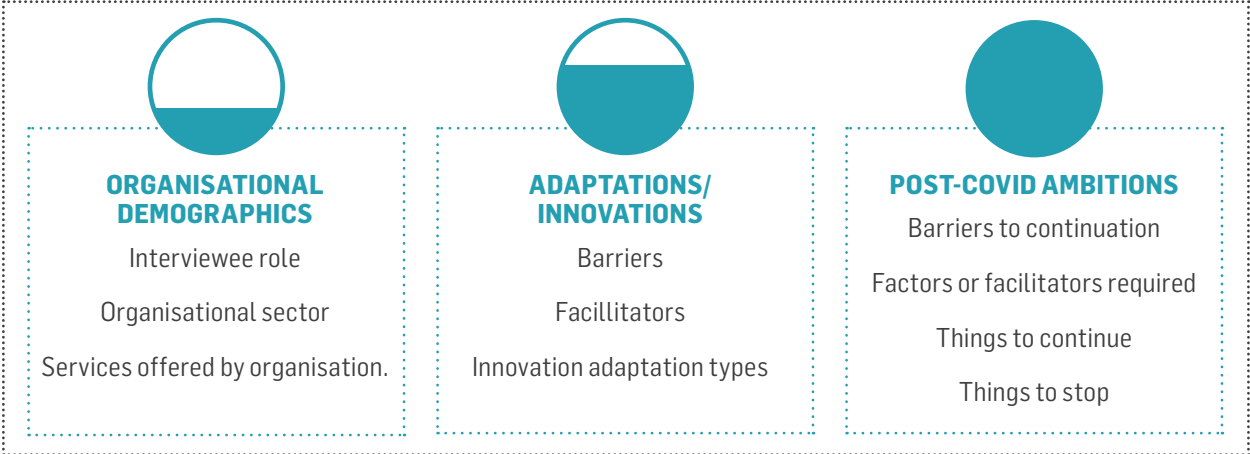 ORGANISATIONAL
DEMOGRAPHICS
Interviewee role
Organisational sector
Services offered by organisation.
ADAPTATIONS/
INNOVATIONS
Barriers
Facillitators
Innovation adaptation types
POST-COVID AMBITIONS
Barriers to continuation
Factors or facilitators required
Things to continue
Things to stop